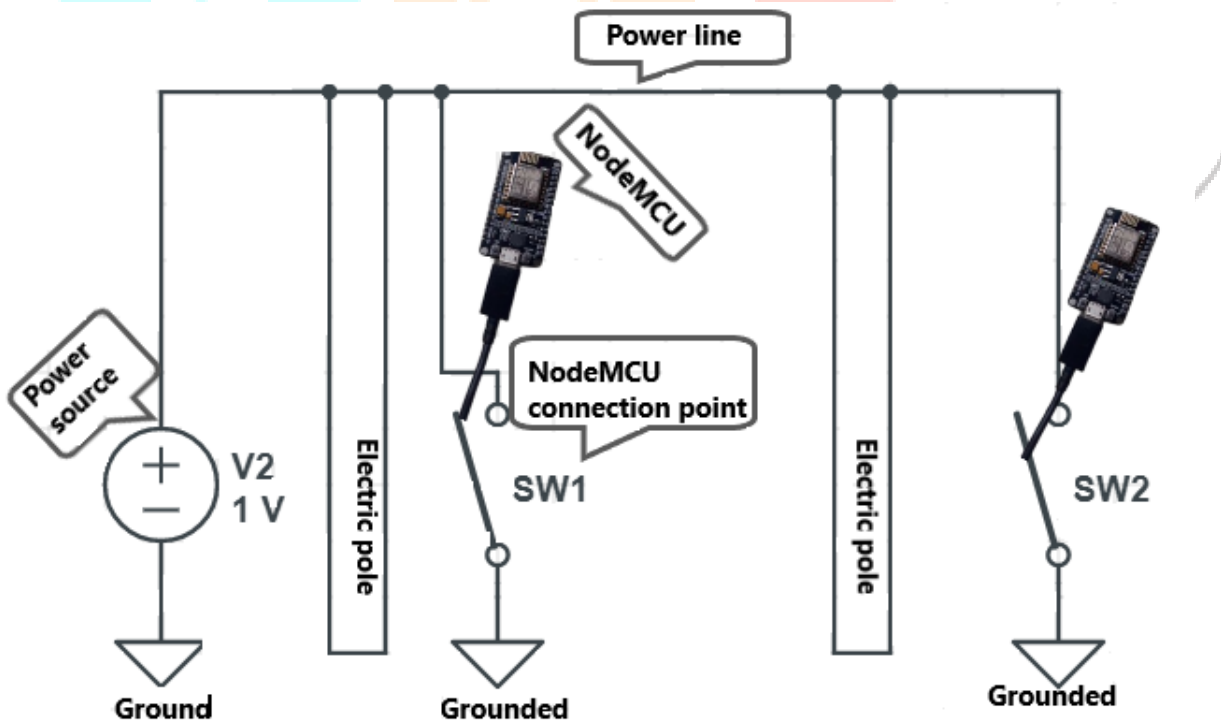 Power line
NodeMCU
Power
source
NodeMCU
connection point
V2
1 V
Electric pole
SW1
Electric pole
SW2
Ground
Grounded
Grounded